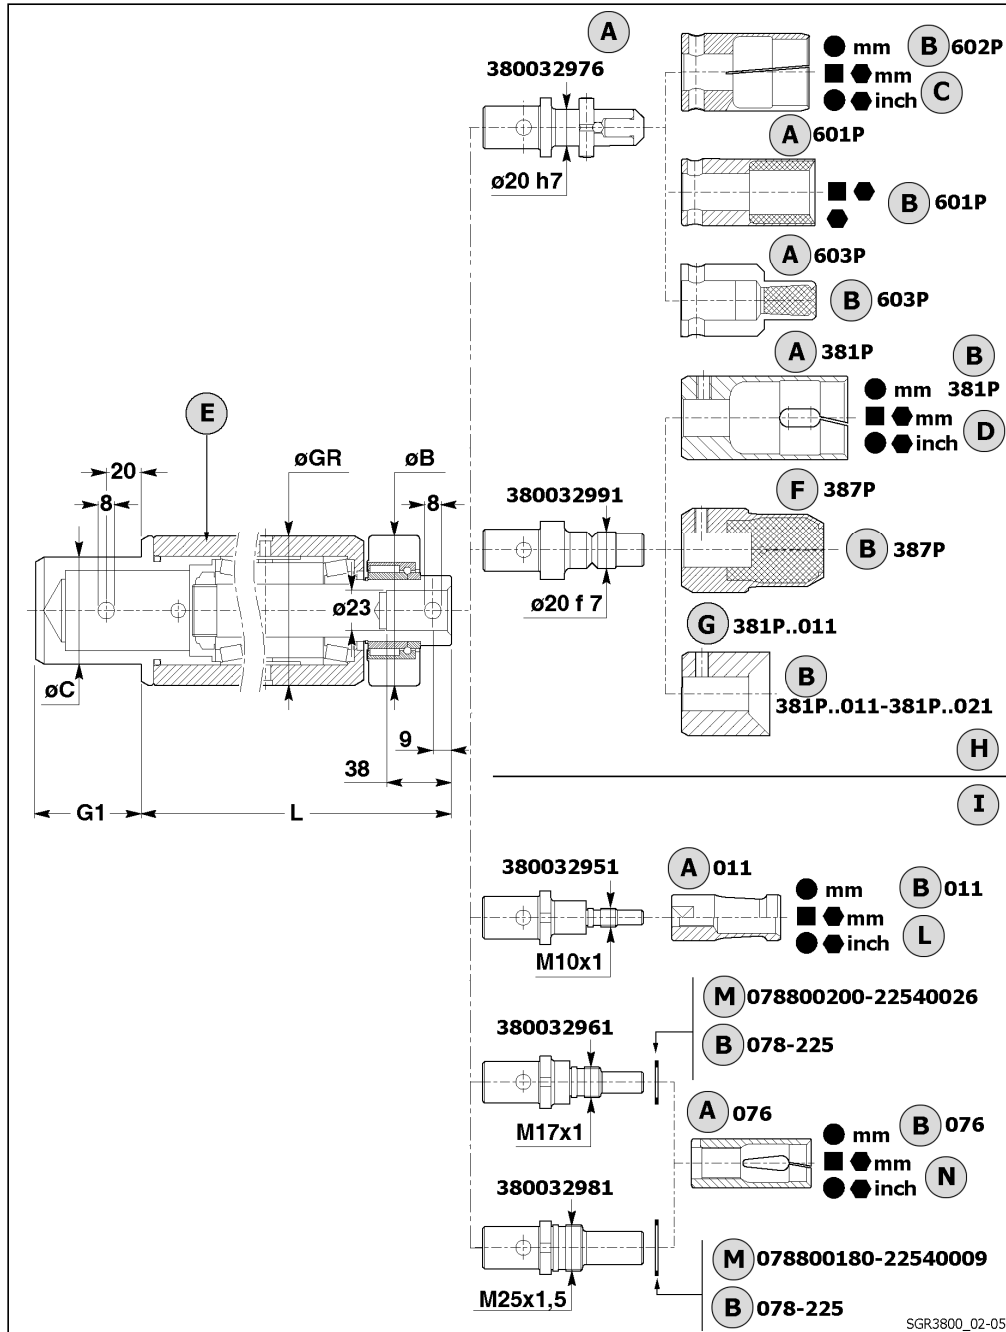 A
380032976
mm B 602P
mm
inch C
ø20 h7
A 601P
B 601P
A 603P
B 603P
A 381P
B
mm 381P
mm D
inch
E
20
8
øGR
øB
8
380032991
F 387P
B 387P
ø23
ø20 f 7
øC
G 381P..011
B
381P..011-381P..021
9
38
H
G1
L
I
380032951
A 011
mm B 011
mm
inch L
M10x1
M 078800200-22540026
380032961
B 078-225
M17x1
A 076
mm B 076
mm
inch N
380032981
M25x1,5
M 078800180-22540009
B 078-225
SGR3800_02-05